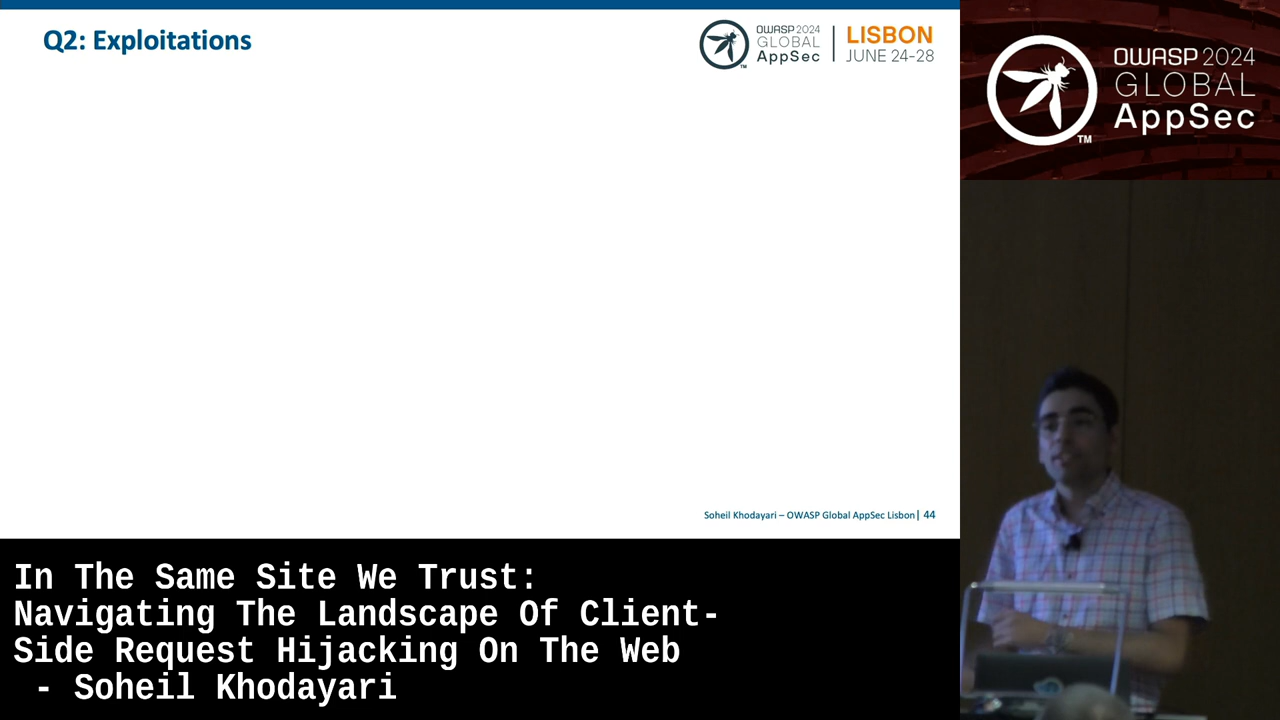 Q2: Exploitations
OWASP 2024
GLOBAL
AppSec
TM
LISBON
JUNE 24-28
OWASP 2024
GLOBAL
AppSec
TM
Soheil Khodayari – OWASP Global AppSec Lisbon| 44
In The Same Site We Trust:
Navigating The Landscape Of Client-
Side Request Hijacking On The Web
- Soheil Khodayari